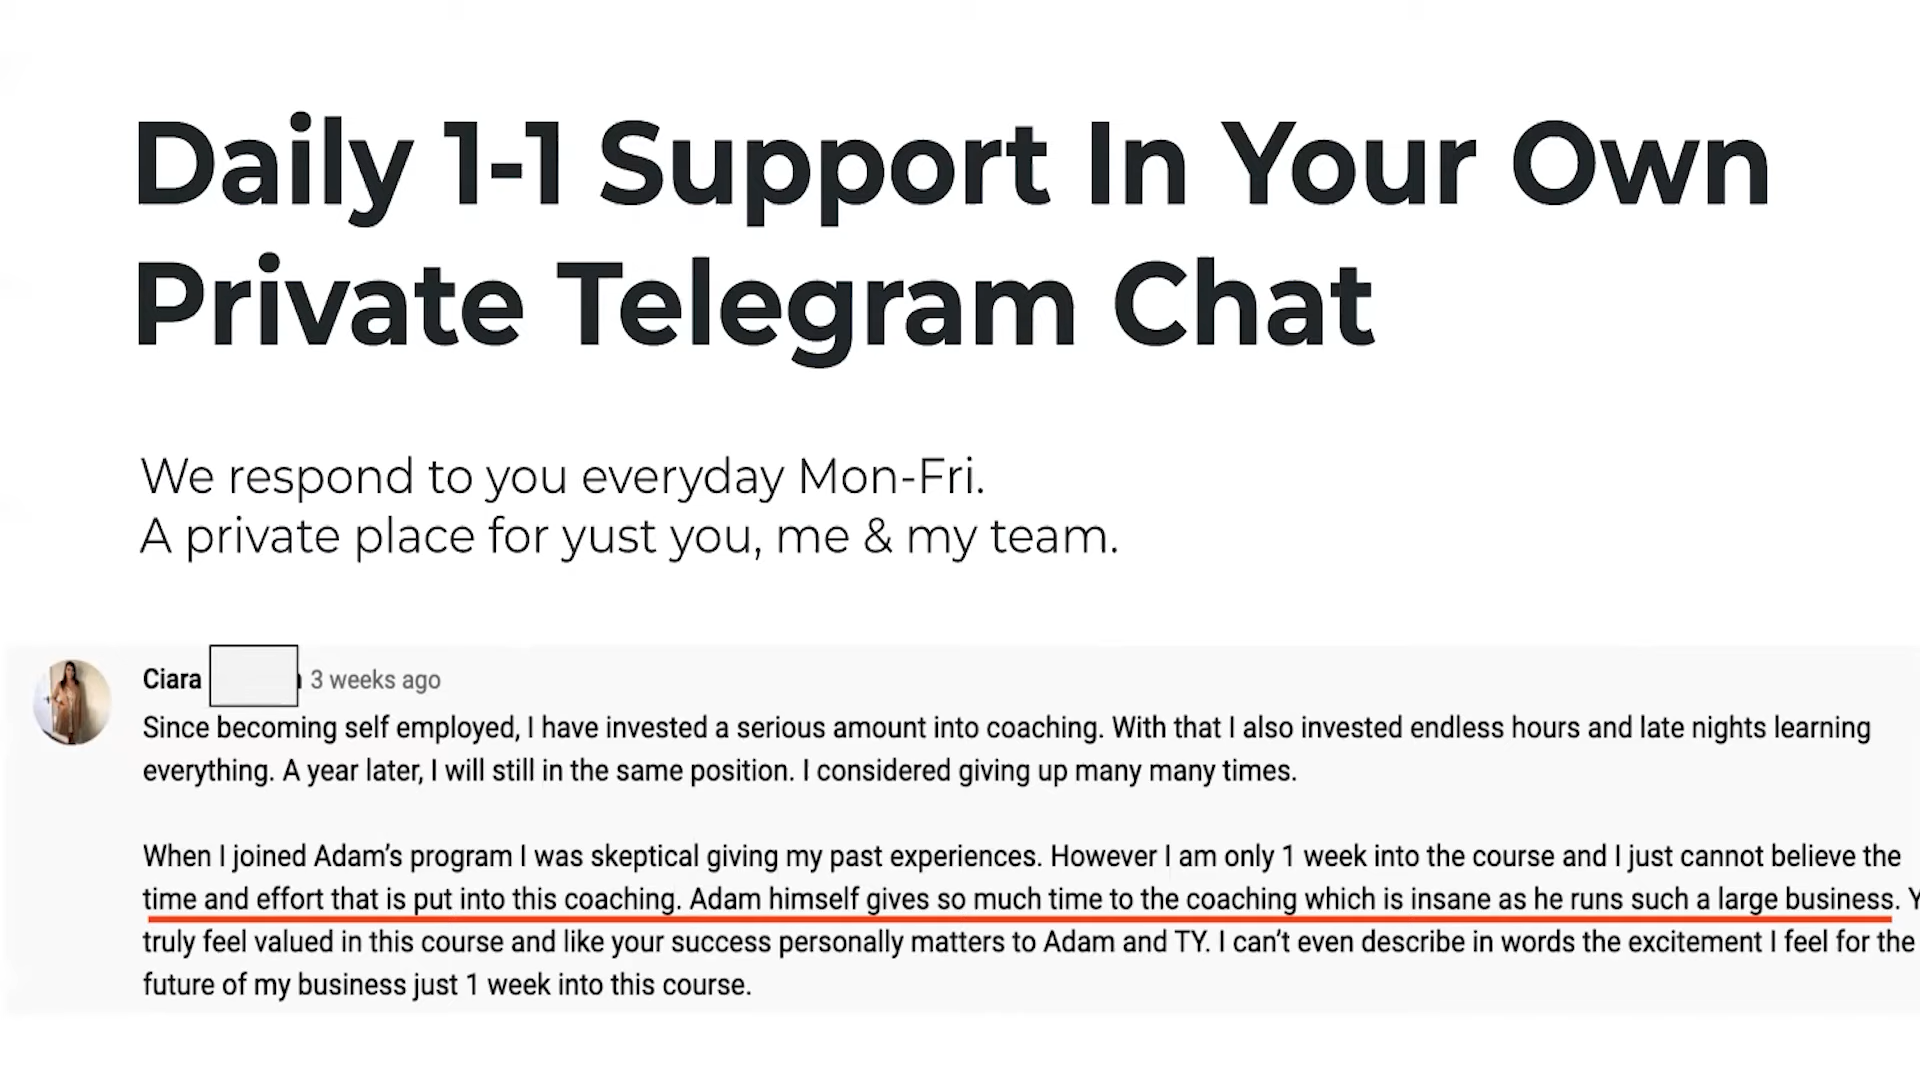 Daily 1-1 Support In Your Own
Private Telegram Chat
We respond to you everyday Mon-Fri.
A private place for yust you, me & my team.
Ciara 3 weeks ago
Since becoming self employed, I have invested a serious amount into coaching. With that I also invested endless hours and late nights learning
everything. A year later, I will still in the same position. I considered giving up many many times.
When I joined Adam's program I was skeptical giving my past experiences. However I am only 1 week into the course and I just cannot believe the
time and effort that is put into this coaching. Adam himself gives so much time to the coaching which is insane as he runs such a large business.
truly feel valued in this course and like your success personally matters to Adam and TY. I can't even describe in words the excitement I feel for the
future of my business just 1 week into this course.